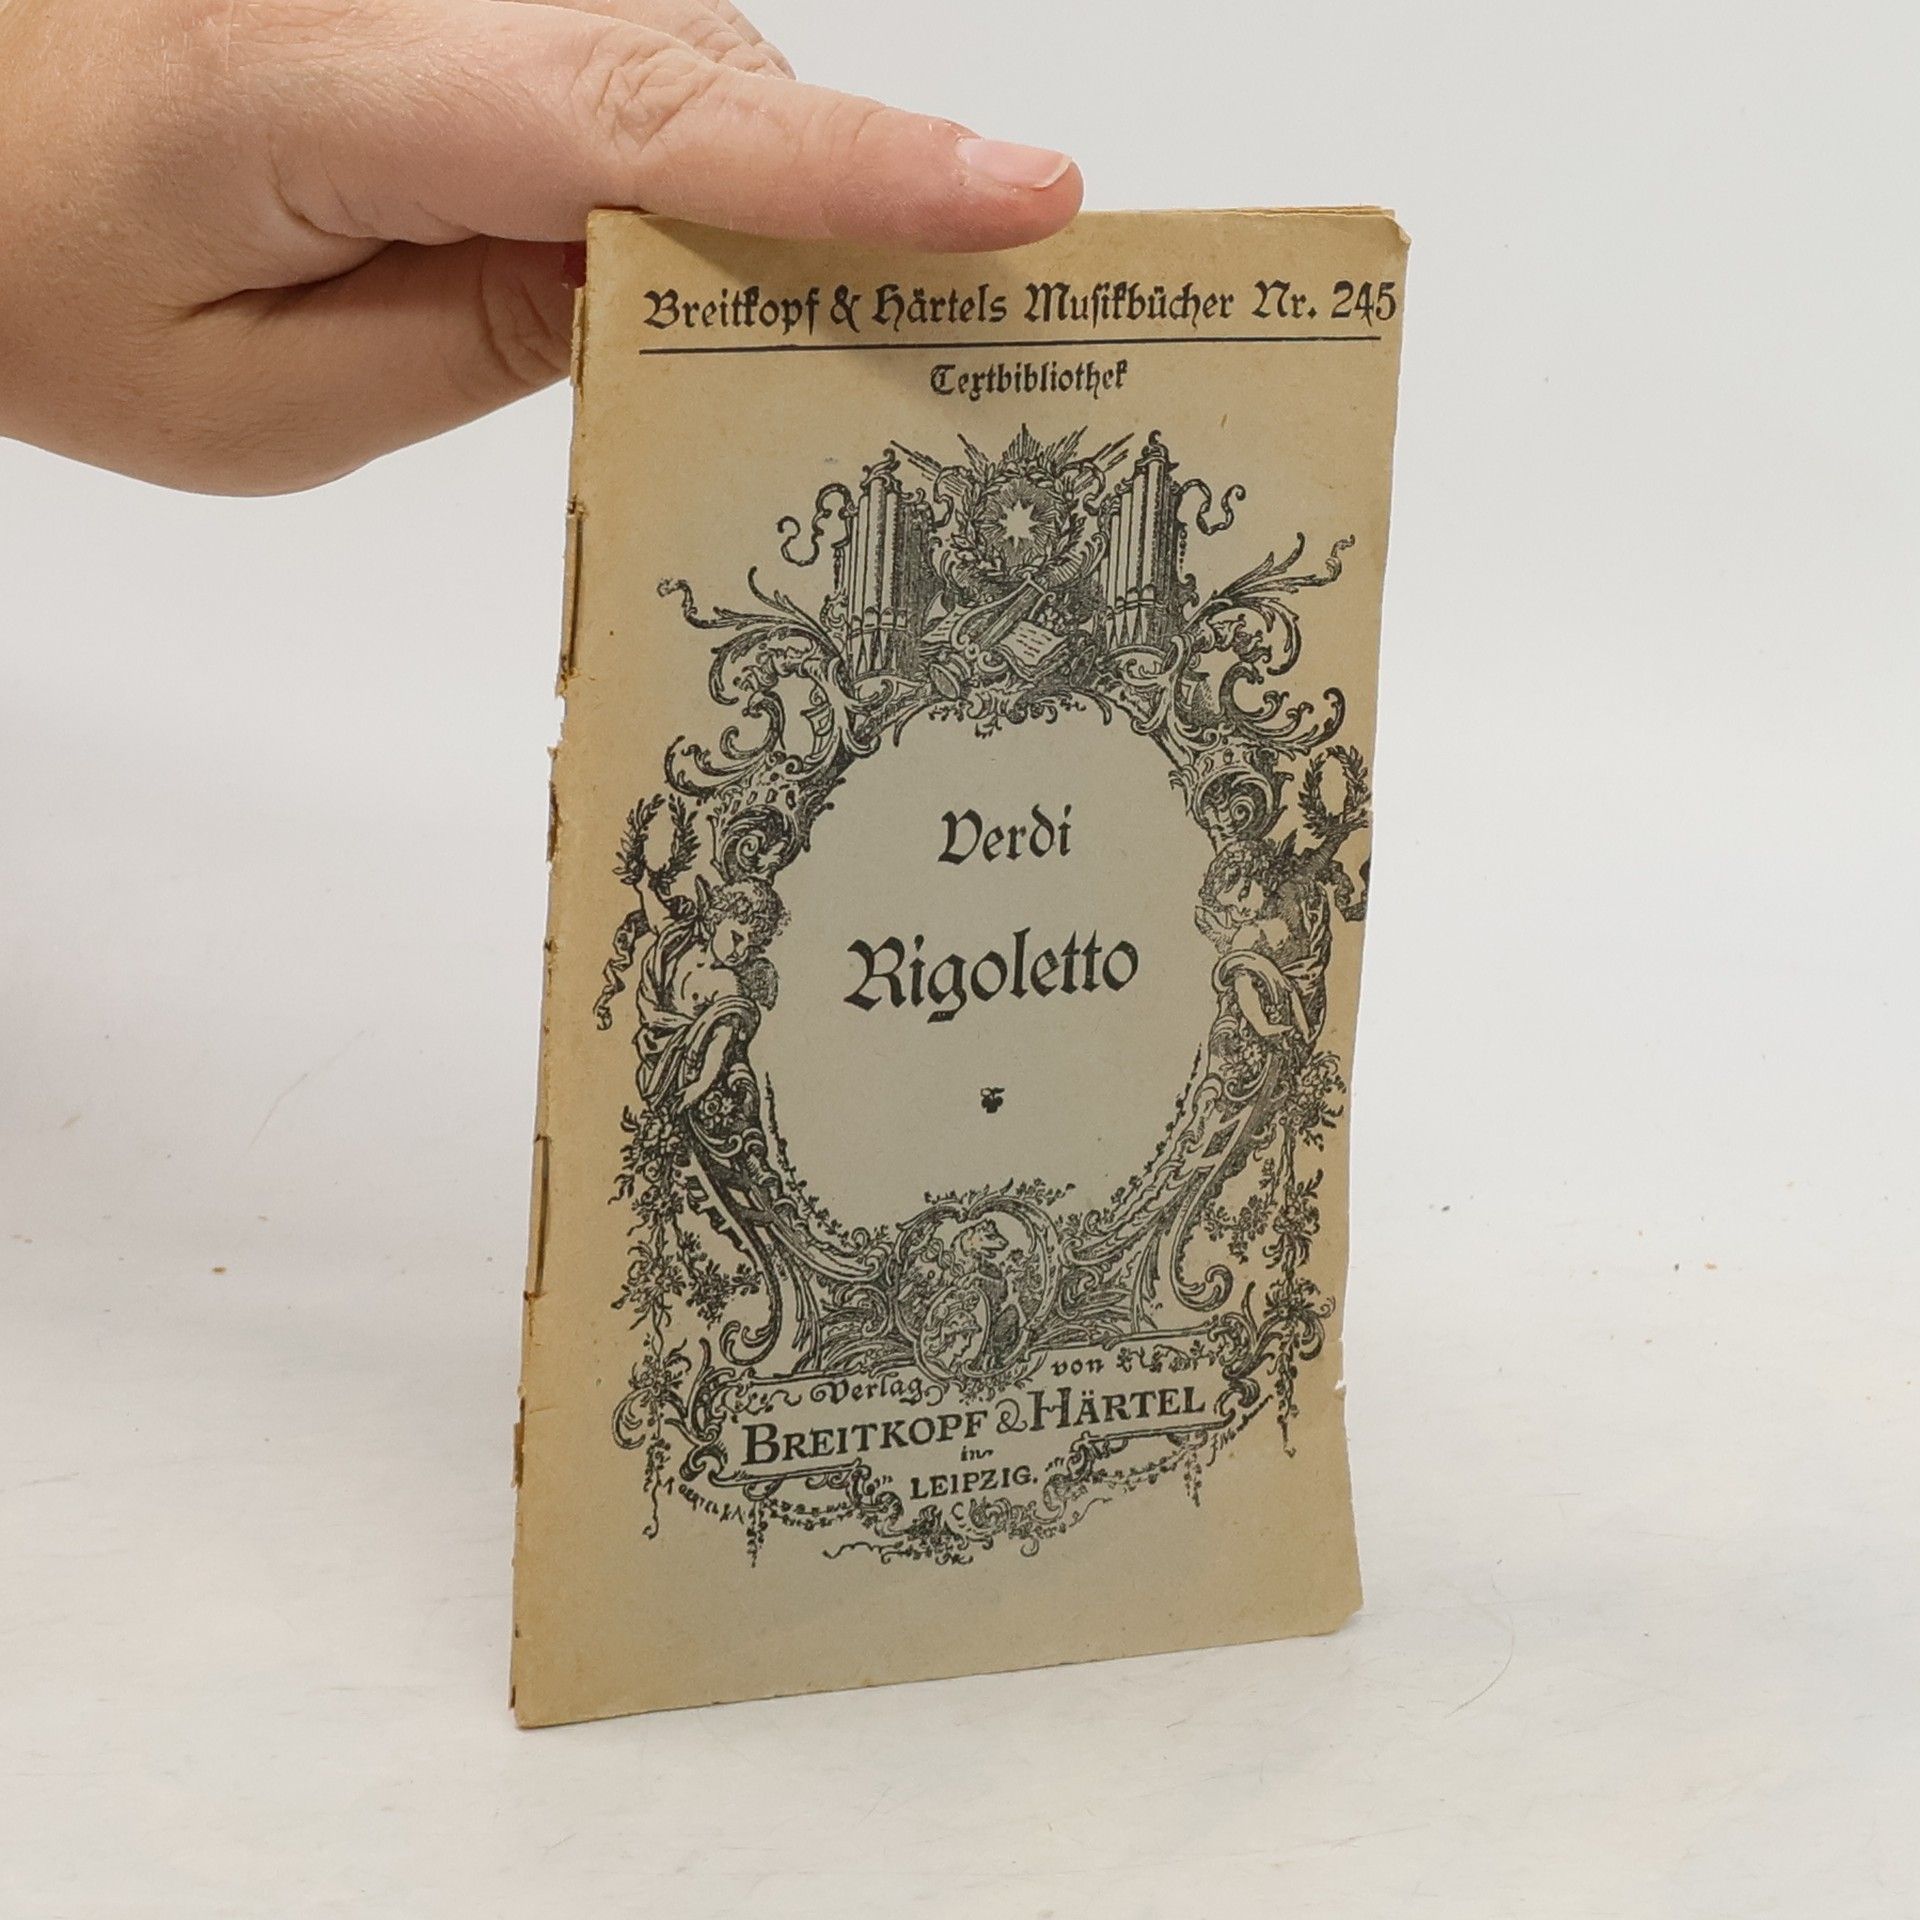 Breitkopf & Härtels Musikbücher Nr. 245
Textbibliothek
Verdi
Rigoletto
Verlag von
BREITKOPF & HÄRTEL
in
LEIPZIG.